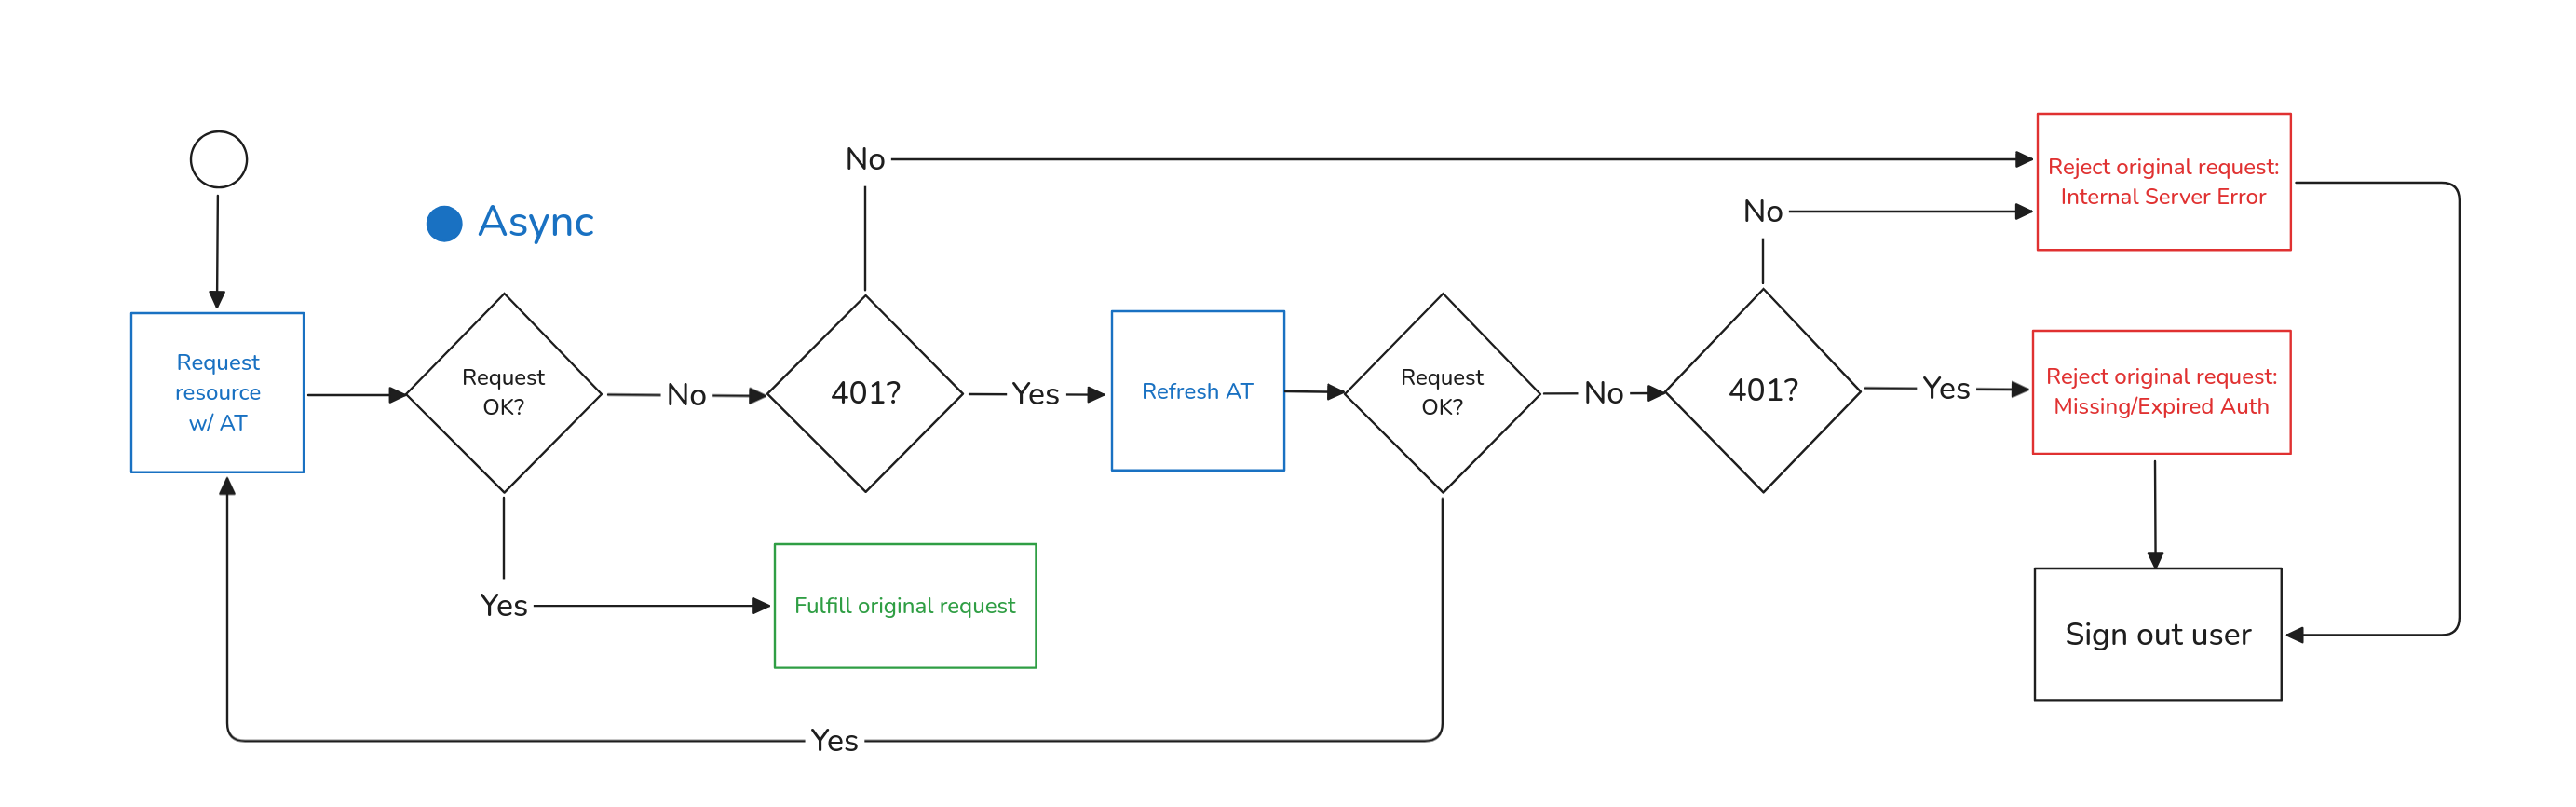 No
Reject original request:
Internal Server Error
Async
No
Request
resource
w/ AT
Request
OK?
No
401?
Yes
Refresh AT
Request
OK?
No
401?
Yes
Reject original request:
Missing/Expired Auth
Yes
Fulfill original request
Sign out user
Yes